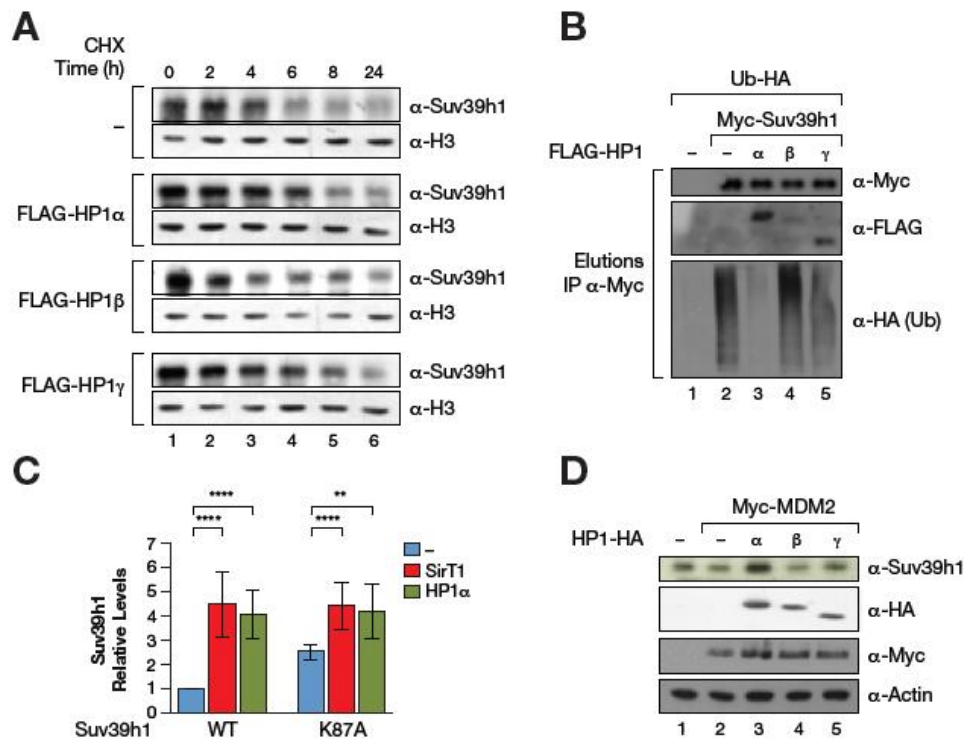 A
CHX
Time (h) 0 2 4 6 8 24
– α-Suv39h1
α-H3
FLAG-HP1α α-Suv39h1
α-H3
FLAG-HP1β α-Suv39h1
α-H3
FLAG-HP1γ α-Suv39h1
α-H3
1 2 3 4 5 6
B
Ub-HA
Myc-Suv39h1
FLAG-HP1 – – α β γ
α-Myc
α-FLAG
Elutions
IP α-Myc
α-HA (Ub)
1 2 3 4 5
C
**** **
**** ****
–
SirT1
HP1α
Suv39h1
Relative Levels
7
6
5
4
3
2
1
0
Suv39h1 WT K87A
D
Myc-MDM2
HP1-HA – – α β γ
α-Suv39h1
α-HA
α-Myc
α-Actin
1 2 3 4 5